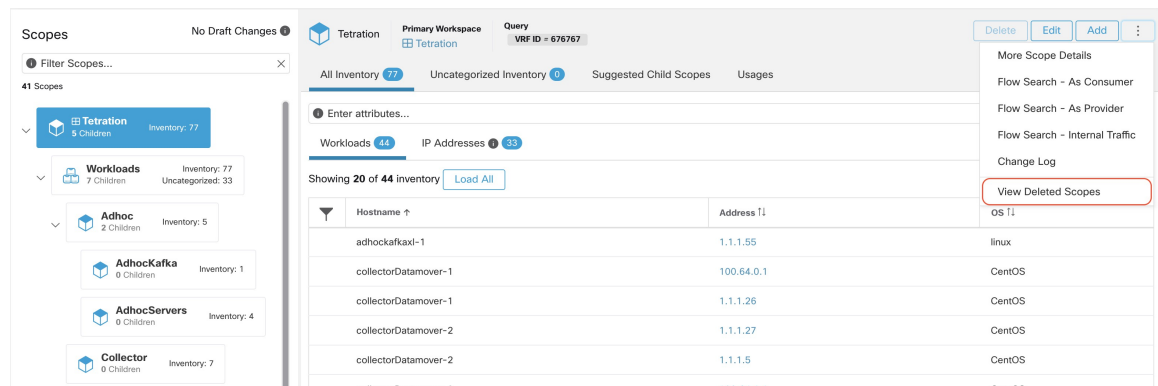 Scopes
No Draft Changes
Filter Scopes...
41 Scopes
Tetration
5 Children
Inventory: 77
Workloads
7 Children
Inventory: 77
Uncategorized: 33
Adhoc
2 Children
Inventory: 5
AdhocKafka
0 Children
Inventory: 1
AdhocServers
0 Children
Inventory: 4
Collector
0 Children
Inventory: 7
Tetration
Primary Workspace
Tetration
Query
VRF ID = 676767
Delete Edit Add
More Scope Details
Flow Search - As Consumer
Flow Search - As Provider
Flow Search - Internal Traffic
Change Log
View Deleted Scopes
All Inventory 77 Uncategorized Inventory 0 Suggested Child Scopes Usages
Enter attributes...
Workloads 44 IP Addresses 33
Showing 20 of 44 inventory Load All
Hostname ↑ Address ↑↓ OS ↑↓
adhockafkaxl-1 1.1.1.55 linux
collectorDatamover-1 100.64.0.1 CentOS
collectorDatamover-1 1.1.1.26 CentOS
collectorDatamover-2 1.1.1.27 CentOS
collectorDatamover-2 1.1.1.5 CentOS